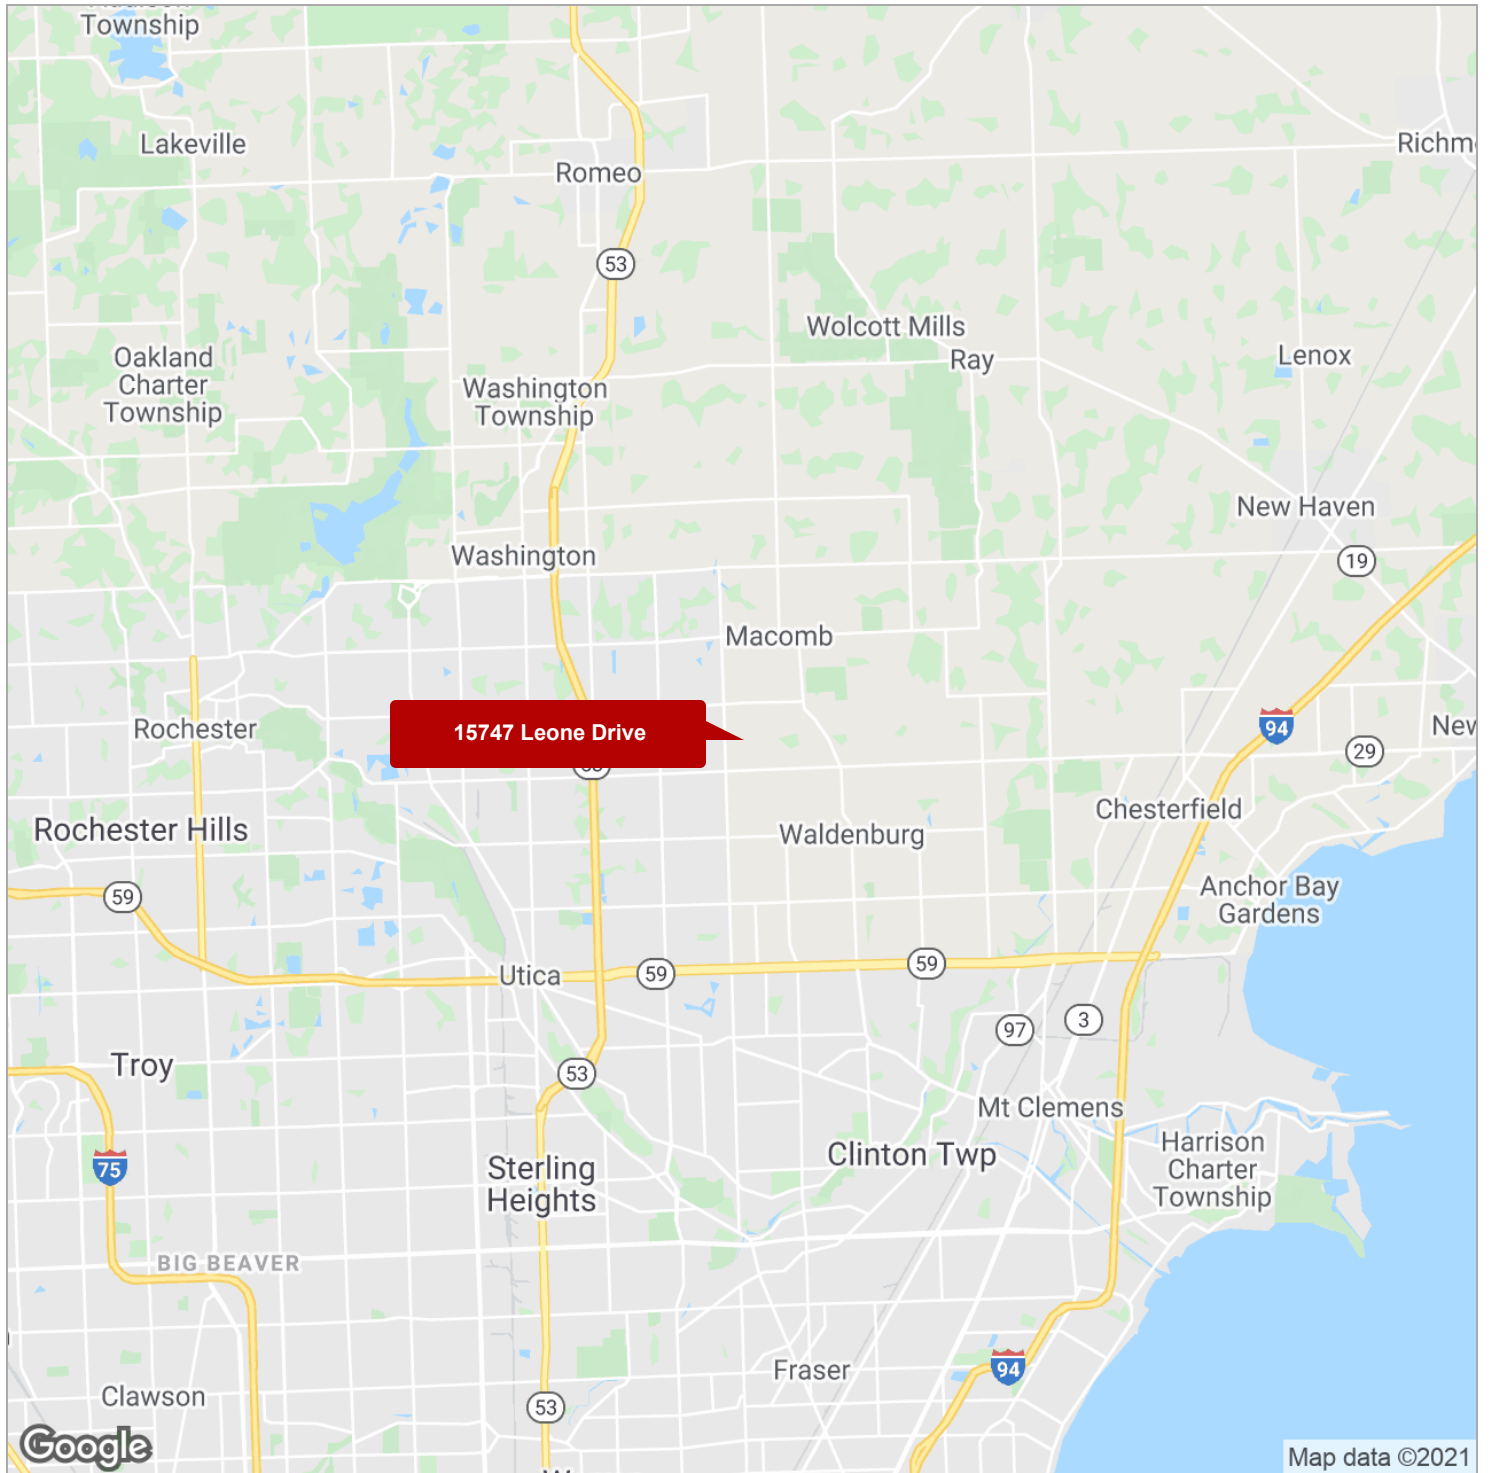 Township
Lakeville
Romeo
Richm
53
Wolcott Mills
Ray
Lenox
Oakland
Charter
Township
Washington
Township
New Haven
Washington
19
Macomb
Rochester
15747 Leone Drive
94
New
29
Chesterfield
Rochester Hills
Waldenburg
59
Anchor Bay
Gardens
Utica
59
59
97
3
Troy
53
Mt Clemens
Harrison
Charter
Township
Clinton Twp
75
Sterling
Heights
BIG BEAVER
Fraser
94
Clawson
53
Google
Map data ©2021